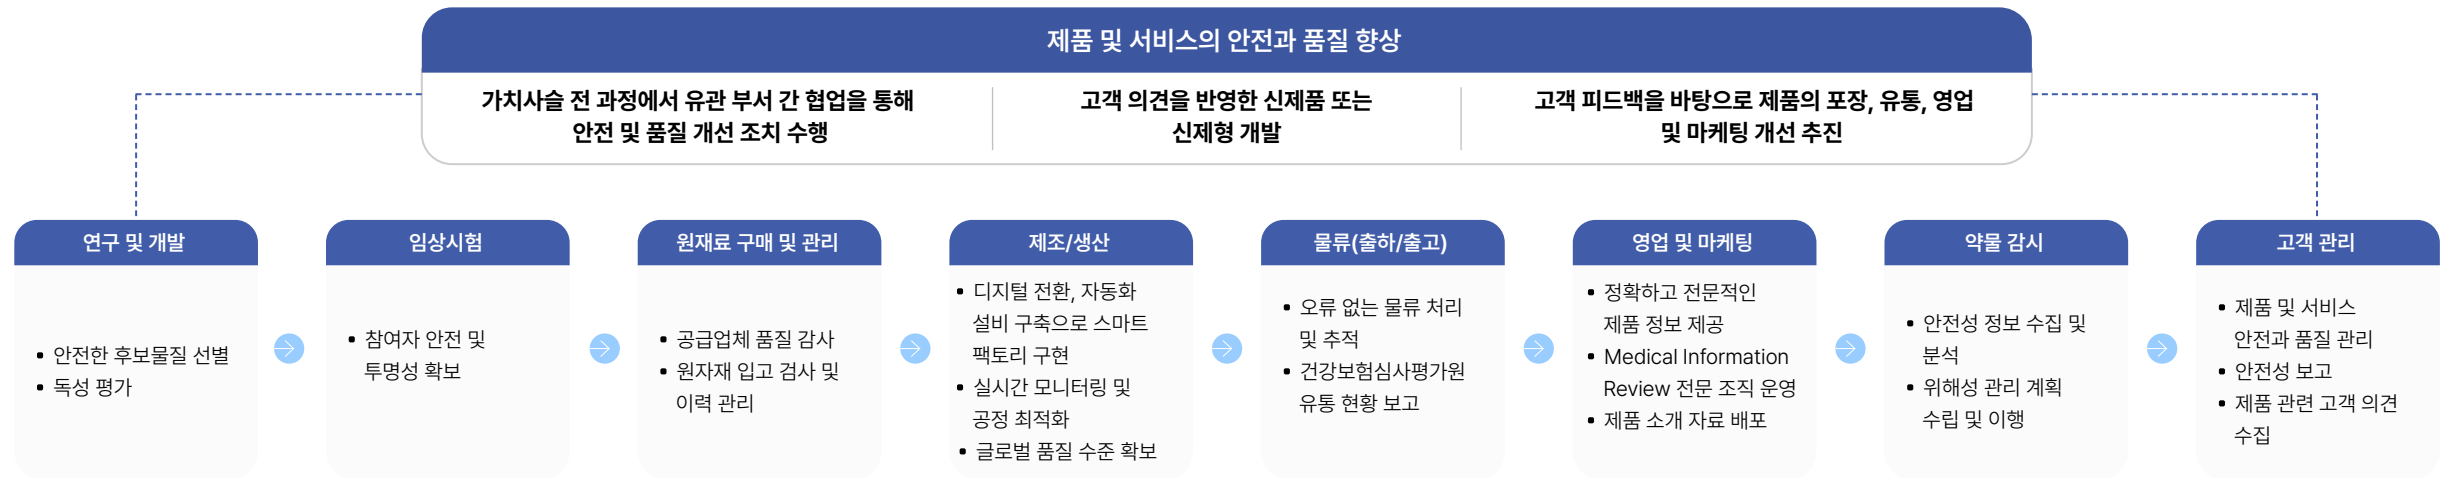 제품 및 서비스의 안전과 품질 향상
가치사슬 전 과정에서 유관 부서 간 협업을 통해
안전 및 품질 개선 조치 수행
고객 의견을 반영한 신제품 또는
신제형 개발
고객 피드백을 바탕으로 제품의 포장, 유통, 영업
및 마케팅 개선 추진
연구 및 개발
▪ 안전한 후보물질 선별
▪ 독성 평가
임상시험
▪ 참여자 안전 및
투명성 확보
원재료 구매 및 관리
▪ 공급업체 품질 감사
▪ 원자재 입고 검사 및
이력 관리
제조/생산
▪ 디지털 전환, 자동화
설비 구축으로 스마트
팩토리 구현
▪ 실시간 모니터링 및
공정 최적화
▪ 글로벌 품질 수준 확보
물류(출하/출고)
▪ 오류 없는 물류 처리
및 추적
▪ 건강보험심사평가원
유통 현황 보고
영업 및 마케팅
▪ 정확하고 전문적인
제품 정보 제공
▪ Medical Information
Review 전문 조직 운영
▪ 제품 소개 자료 배포
약물 감시
▪ 안전성 정보 수집 및
분석
▪ 위해성 관리 계획
수립 및 이행
고객 관리
▪ 제품 및 서비스
안전과 품질 관리
▪ 안전성 보고
▪ 제품 관련 고객 의견
수집